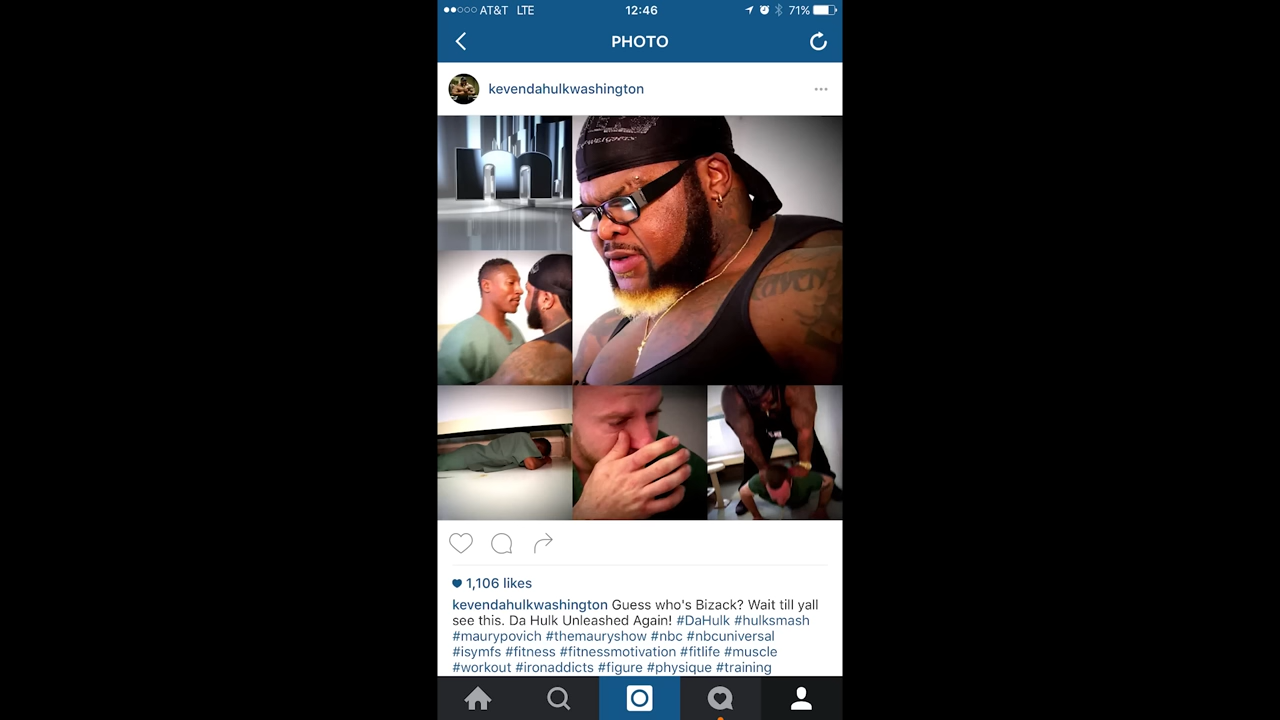 AT&T LTE 12:46 71%
PHOTO
kevendahulkwashington
m
1,106 likes
kevendahulkwashington Guess who's Bizack? Wait till yall
see this. Da Hulk Unleashed Again! #DaHulk #hulksmash
#maurypovich #themauryshow #nbc #nbcuniversal
#isymfs #fitness #fitnessmotivation #fitlife #muscle
#workout #ironaddicts #figure #physique #training